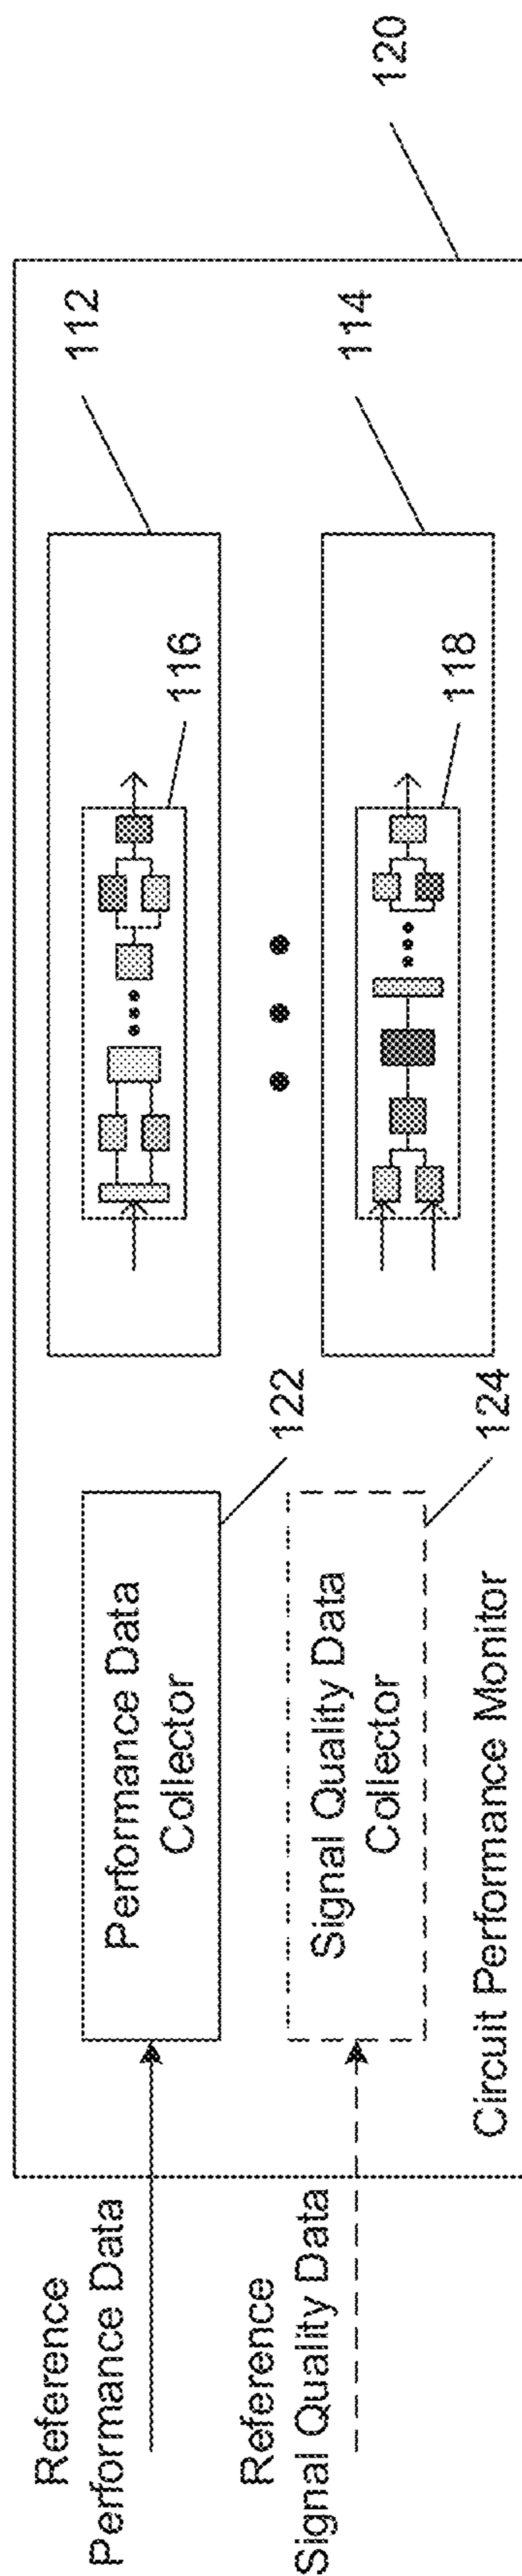 Reference
Performance Data
Reference
Signal Quality Data
Performance Data
Collector
122
Signal Quality Data
Collector
124
Circuit Performance Monitor
112
116
114
118
120